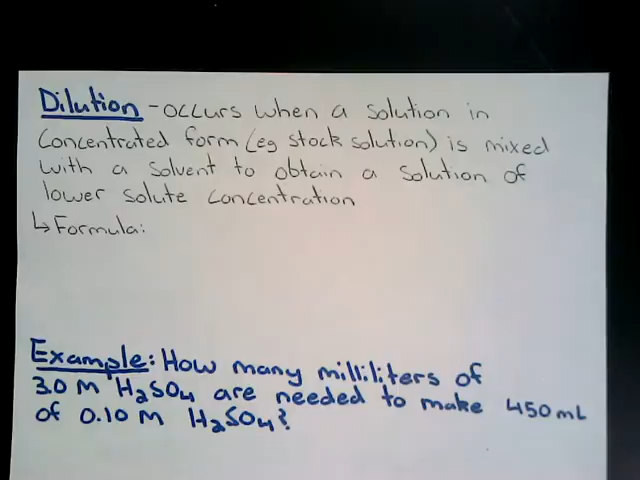 Dilution - occurs when a solution in
concentrated form (eg stock solution) is mixed
with a solvent to obtain a solution of
lower solute concentration
↳ Formula:
Example: How many milliliters of
3.0 M H₂SO₄ are needed to make 450 mL
of 0.10 M H₂SO₄?